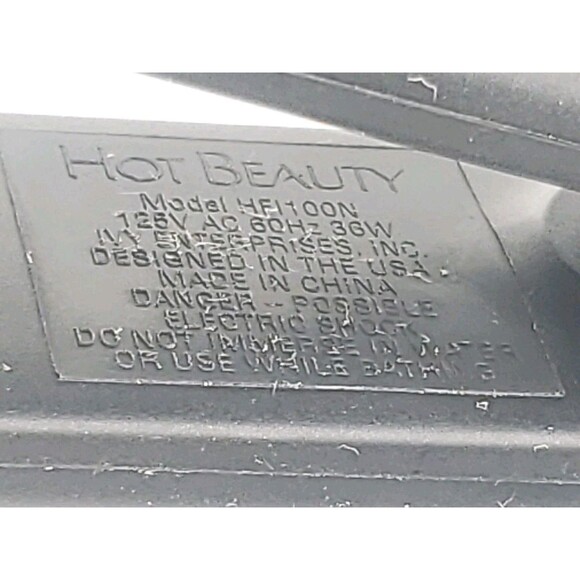 HOT BEAUTY
Model HFI100N
125V AC 60Hz 36W
IVY ENTERPRISES, INC.
DESIGNED IN THE USA
MADE IN CHINA
DANGER - POSSIBLE
ELECTRIC SHOCK
DO NOT IMMERSE IN WATER
OR USE WHILE BATHING